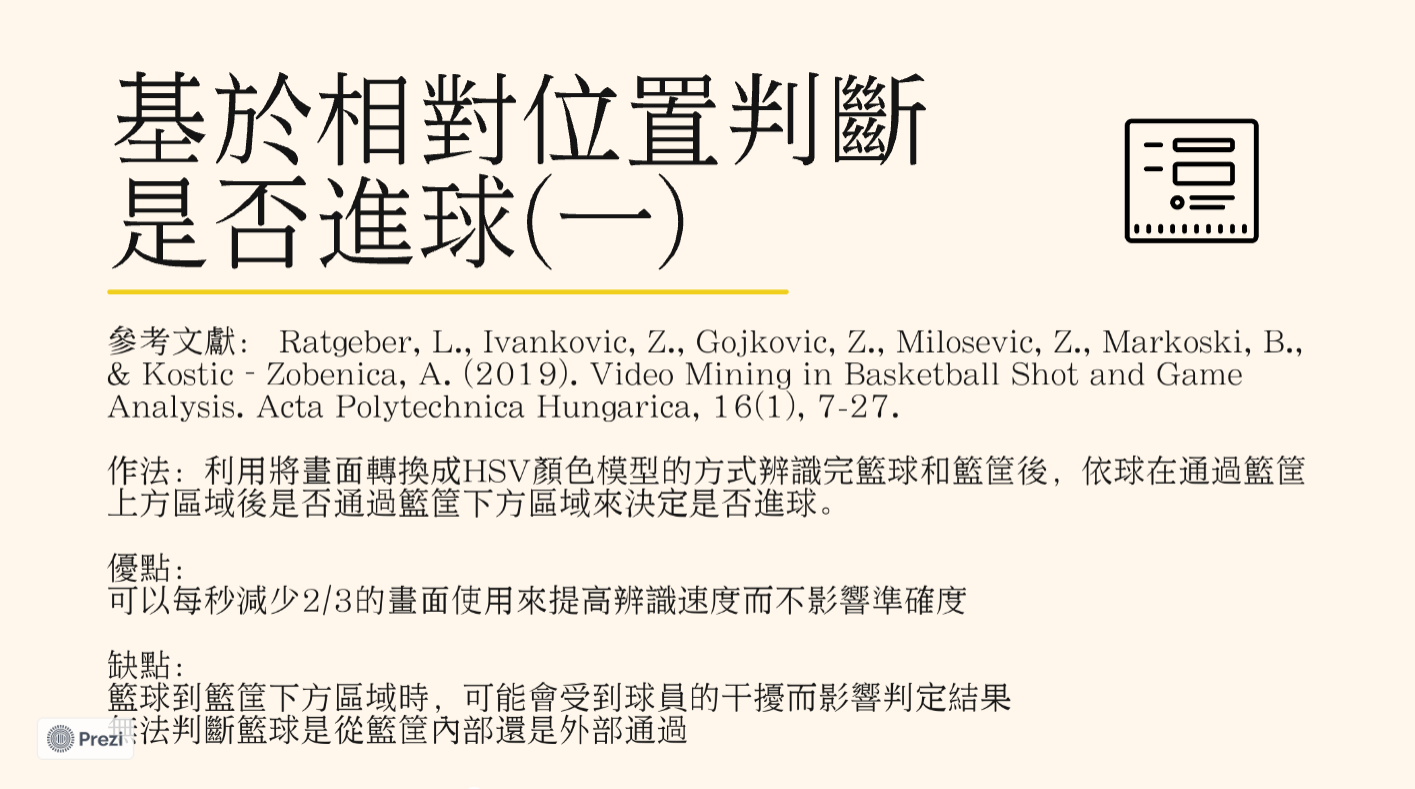 基於相對位置判斷
是否進球(一)
參考文獻： Ratgeber, L., Ivankovic, Z., Gojkovic, Z., Milosevic, Z., Markoski, B.,
& Kostic - Zobenica, A. (2019). Video Mining in Basketball Shot and Game
Analysis. Acta Polytechnica Hungarica, 16(1), 7-27.
作法：利用將畫面轉換成HSV顏色模型的方式辨識完籃球和籃筐後，依球在通過籃筐
上方區域後是否通過籃筐下方區域來決定是否進球。
優點：
可以每秒減少2/3的畫面使用來提高辨識速度而不影響準確度
缺點：
籃球到籃筐下方區域時，可能會受到球員的干擾而影響判定結果
無法判斷籃球是從籃筐內部還是外部通過
Prezi